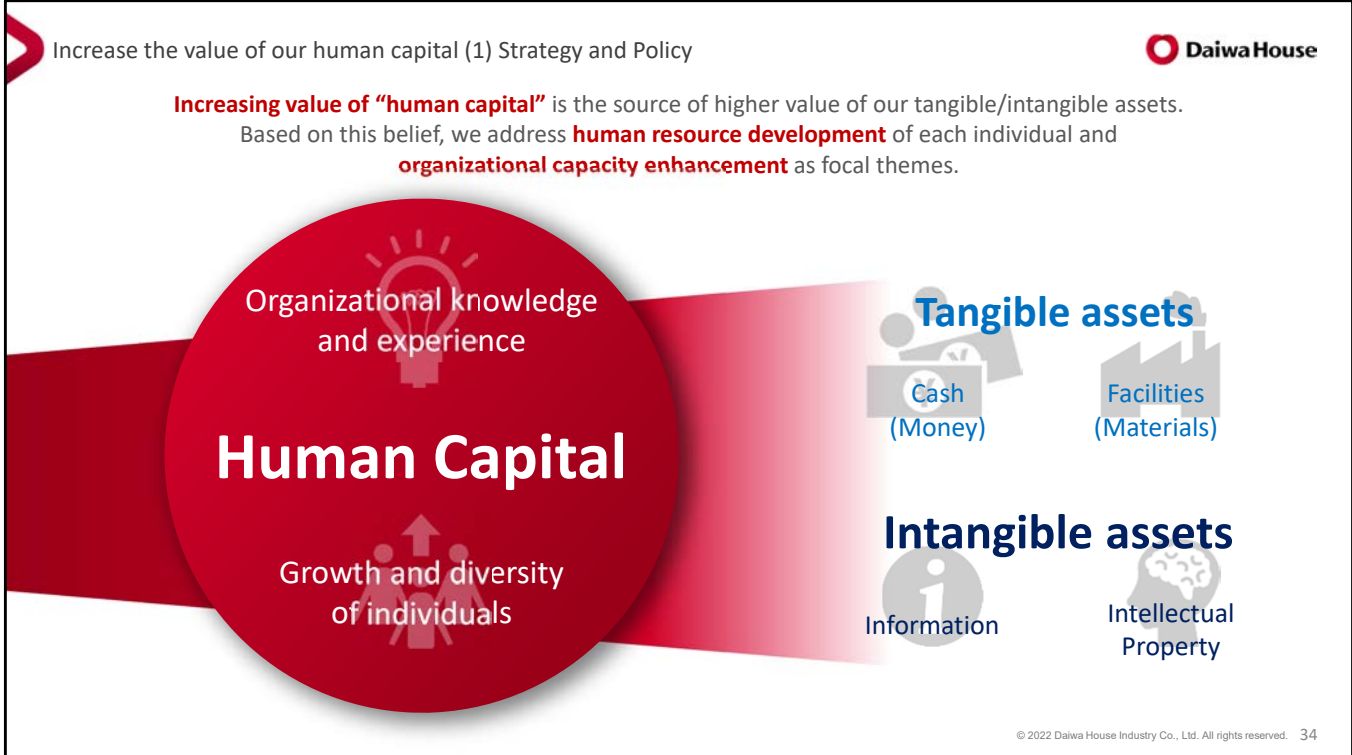 Increase the value of our human capital (1) Strategy and Policy
Daiwa House
Increasing value of “human capital” is the source of higher value of our tangible/intangible assets.
Based on this belief, we address human resource development of each individual and
organizational capacity enhancement as focal themes.
Organizational knowledge
and experience
Human Capital
Growth and diversity
of individuals
Tangible assets
¥
Cash
(Money)
Facilities
(Materials)
Intangible assets
Information
Intellectual
Property
© 2022 Daiwa House Industry Co., Ltd. All rights reserved. 34